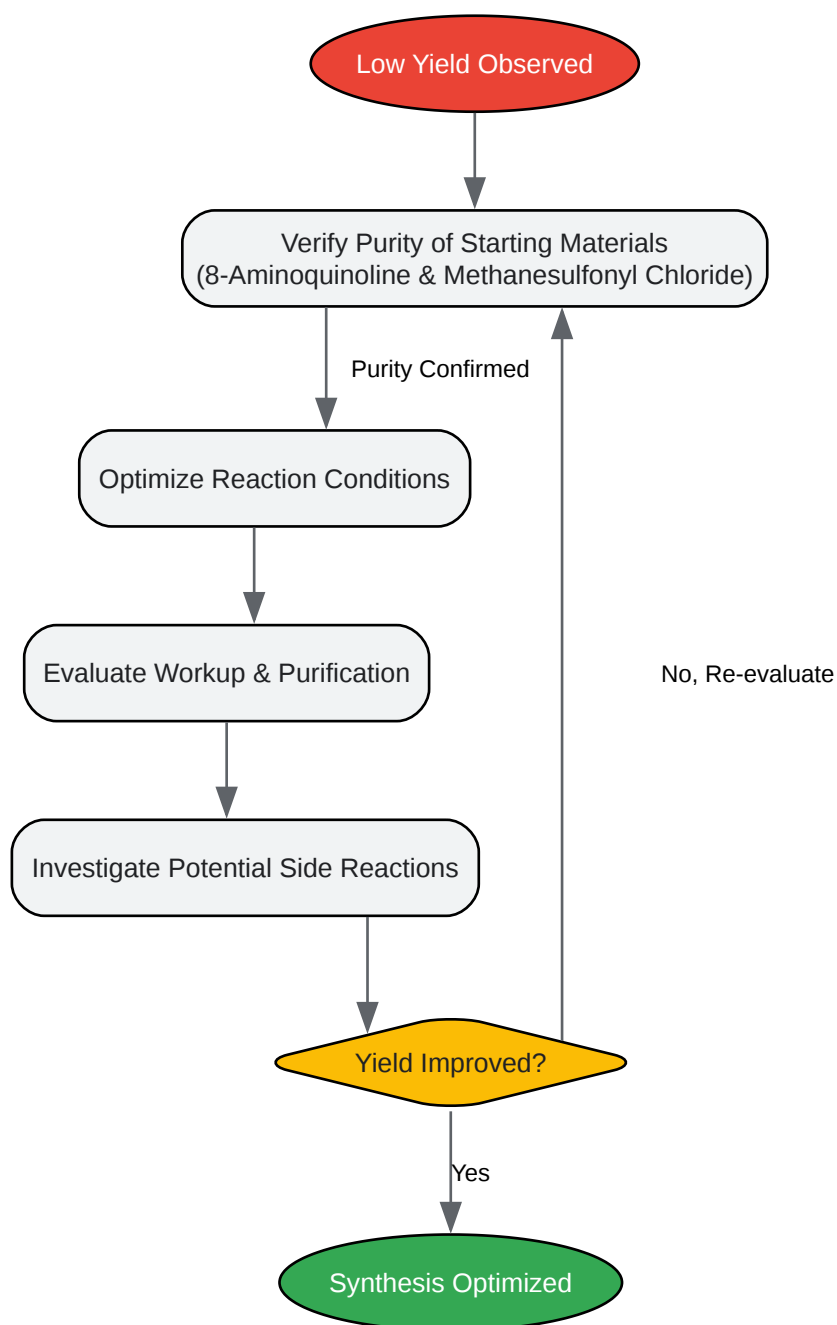 Low Yield Observed
Verify Purity of Starting Materials
(8-Aminoquinoline & Methanesulfonyl Chloride)
Purity Confirmed
Optimize Reaction Conditions
Evaluate Workup & Purification
No, Re-evaluate
Investigate Potential Side Reactions
Yield Improved?
Yes
Synthesis Optimized